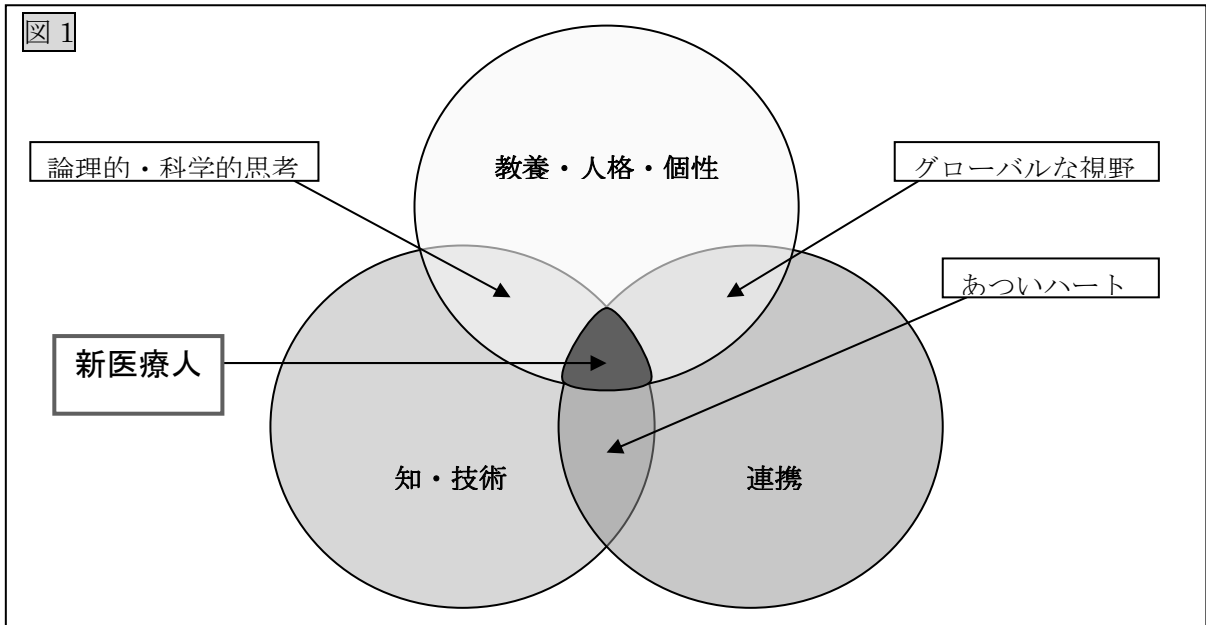 図 1
教養・人格・個性
論理的・科学的思考
グローバルな視野
あついハート
新医療人
知・技術
連携